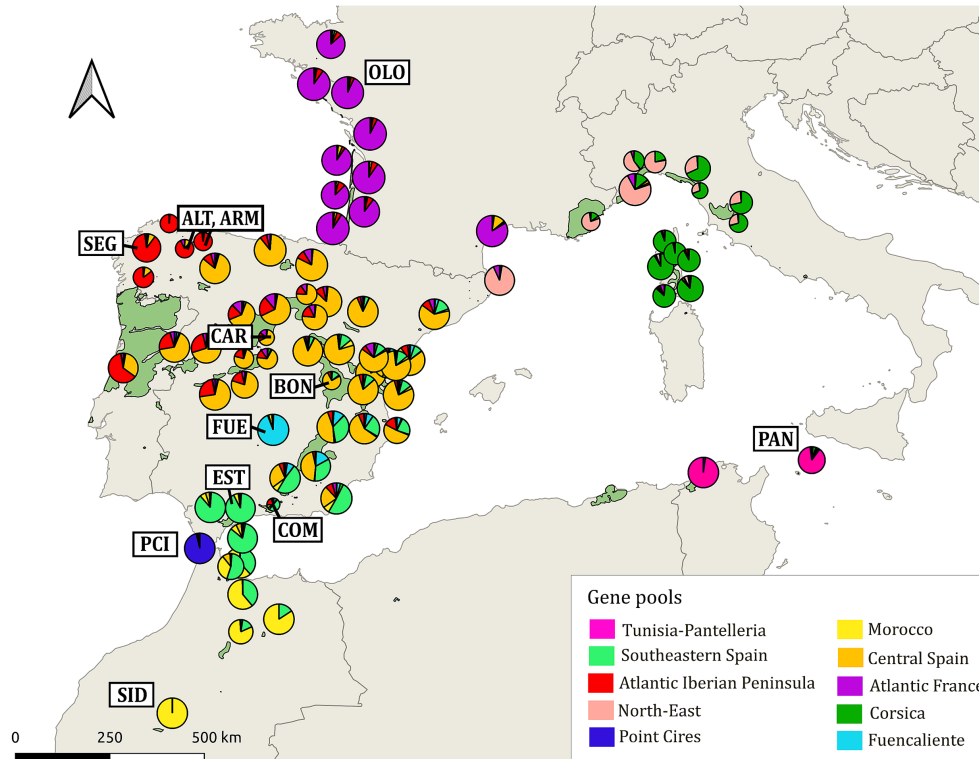 OLO
ALT, ARM
SEG
CAR
BON
FUE
PAN
EST
COM
PCI
SID
0 250 500 km
Gene pools
Tunisia-Pantelleria
Southeastern Spain
Atlantic Iberian Peninsula
North-East
Point Cires
Morocco
Central Spain
Atlantic France
Corsica
Fuencaliente